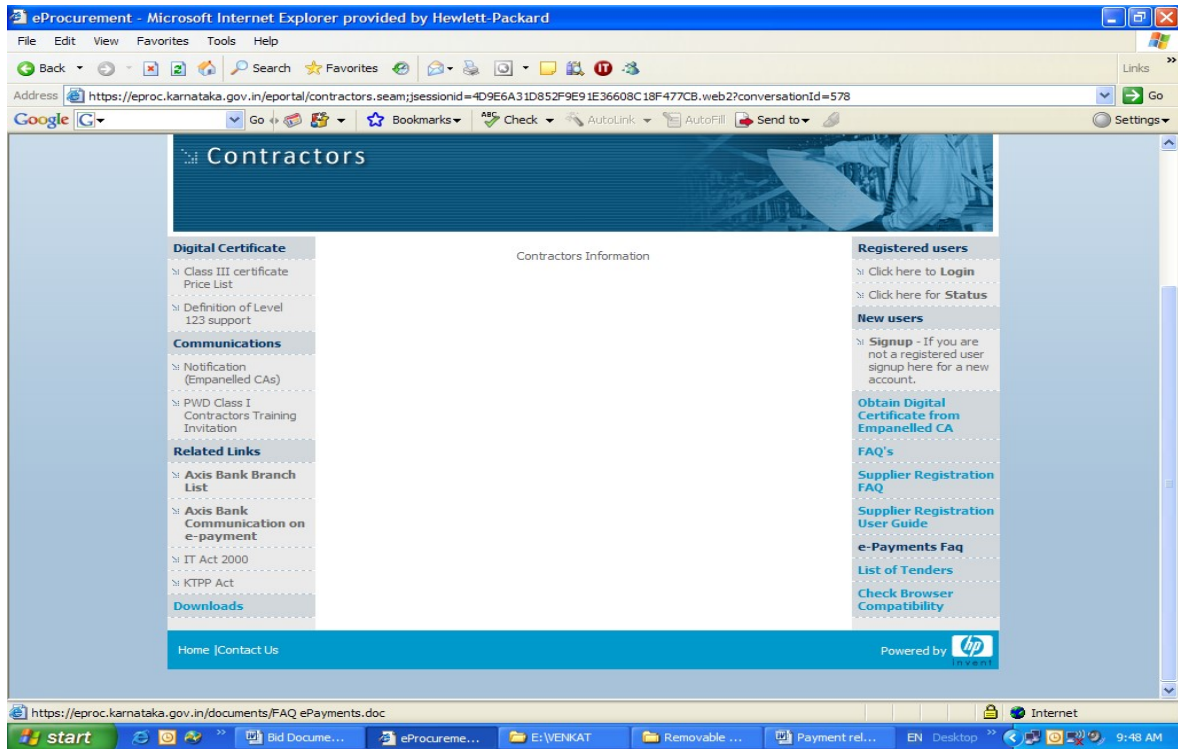 eProcurement - Microsoft Internet Explorer provided by Hewlett-Packard
File Edit View Favorites Tools Help
Back Search Favorites Links »
Address https://eproc.karnataka.gov.in/eportal/contractors.seam;jsessionid=4D9E6A31D852F9E91E36608C18F477CB.web2?conversationId=578 Go
Google G Go Bookmarks ABC Check AutoLink AutoFill Send to Settings
Contractors
Digital Certificate
Class III certificate
Price List
Definition of Level
123 support
Communications
Notification
(Empanelled CAs)
PWD Class I
Contractors Training
Invitation
Related Links
Axis Bank Branch
List
Axis Bank
Communication on
e-payment
IT Act 2000
KTPP Act
Downloads
Contractors Information
Registered users
Click here to Login
Click here for Status
New users
Signup - If you are
not a registered user
signup here for a new
account.
Obtain Digital
Certificate from
Empanelled CA
FAQ's
Supplier Registration
FAQ
Supplier Registration
User Guide
e-Payments Faq
List of Tenders
Check Browser
Compatibility
Home |Contact Us
Powered by hp
invent
https://eproc.karnataka.gov.in/documents/FAQ ePayments.doc Internet
start » Bid Docume... eProcureme... E:\VENKAT Removable ... Payment rel... EN Desktop » 9:48 AM